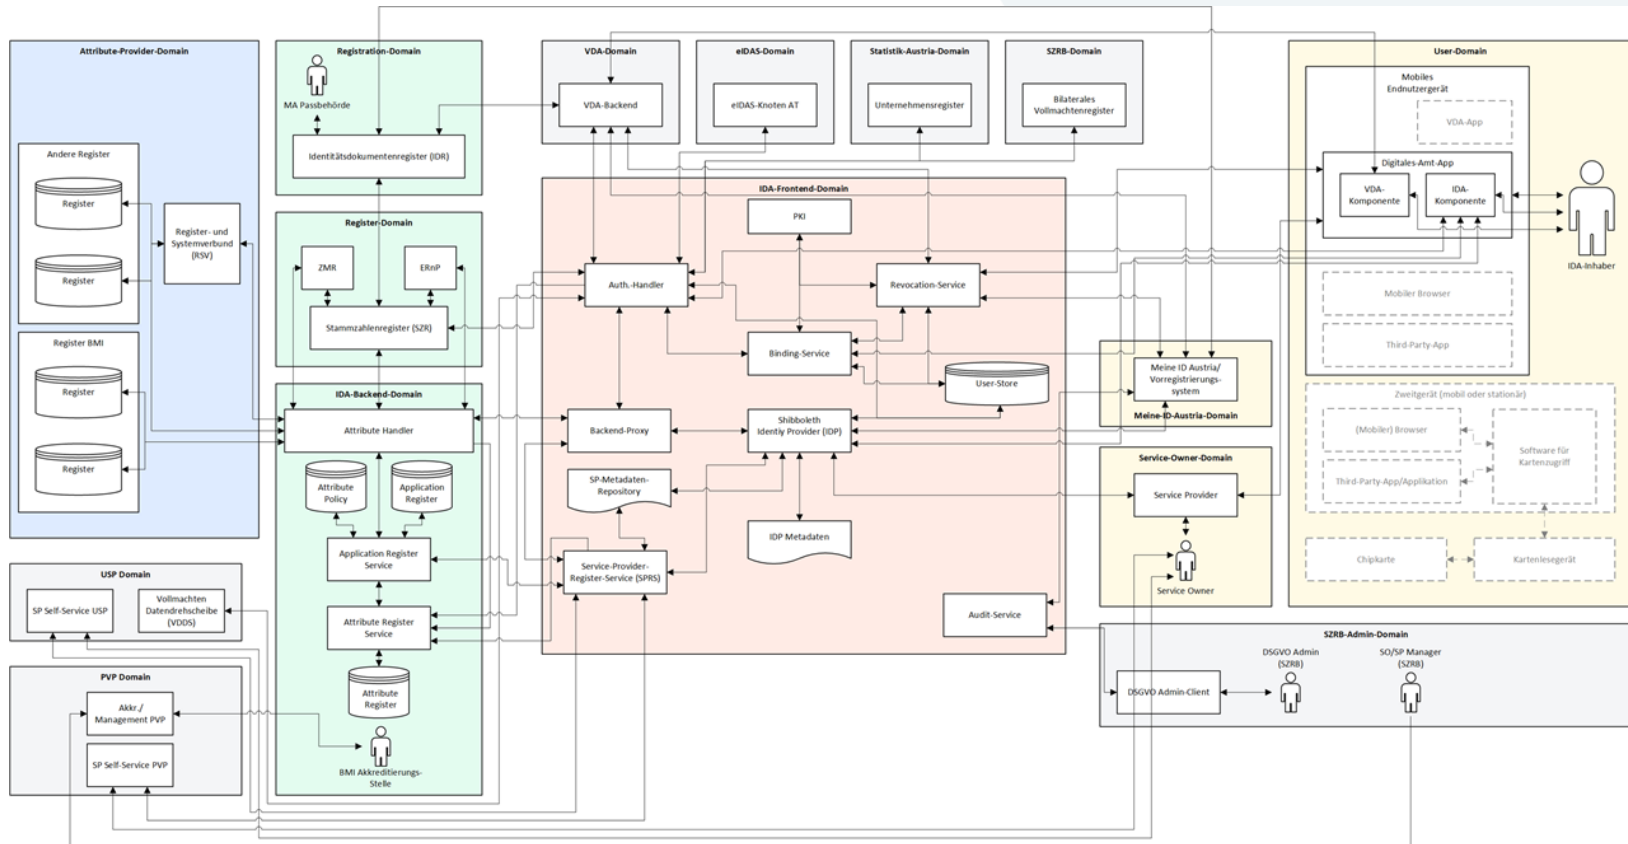 Attribute-Provider-Domain
Andere Register
Register
Register
Register- und
Systemverbund
(RSV)
Register BMI
Register
Register
USP Domain
SP Self-Service USP
Vollmachten
Datendrehscheibe
(VDDS)
PVP Domain
Akkr./
Management PVP
SP Self-Service PVP
Registration-Domain
MA Passbehörde
Identitätsdokumentenregister (IDR)
Register-Domain
ZMR
ERnP
Stammzahlenregister (SZR)
IDA-Backend-Domain
Attribute Handler
Attribute
Policy
Application
Register
Application Register
Service
Attribute Register
Service
Attribute
Register
BMI Akkreditierungs-
Stelle
VDA-Domain
VDA-Backend
eIDAS-Domain
eIDAS-Knoten AT
Statistik-Austria-Domain
Unternehmensregister
SZRB-Domain
Bilaterales
Vollmachtenregister
IDA-Frontend-Domain
PKI
Auth.-Handler
Revocation-Service
Binding-Service
User-Store
Backend-Proxy
Shibboleth
Identiy Provider (IDP)
SP-Metadaten-
Repository
IDP Metadaten
Service-Provider-
Register-Service (SPRS)
Audit-Service
Meine ID Austria/
Vorregistrierungs-
system
Meine-ID-Austria-Domain
Service-Owner-Domain
Service Provider
Service Owner
User-Domain
Mobiles
Endnutzergerät
VDA-App
Digitales-Amt-App
VDA-
Komponente
IDA-
Komponente
IDA-Inhaber
Mobiler Browser
Third-Party-App
Zweitgerät (mobil oder stationär)
(Mobiler) Browser
Third-Party-App/Applikation
Software für
Kartenzugriff
Chipkarte
Kartenlesegerät
SZRB-Admin-Domain
DSGVO Admin
(SZRB)
SO/SP Manager
(SZRB)
DSGVO Admin-Client